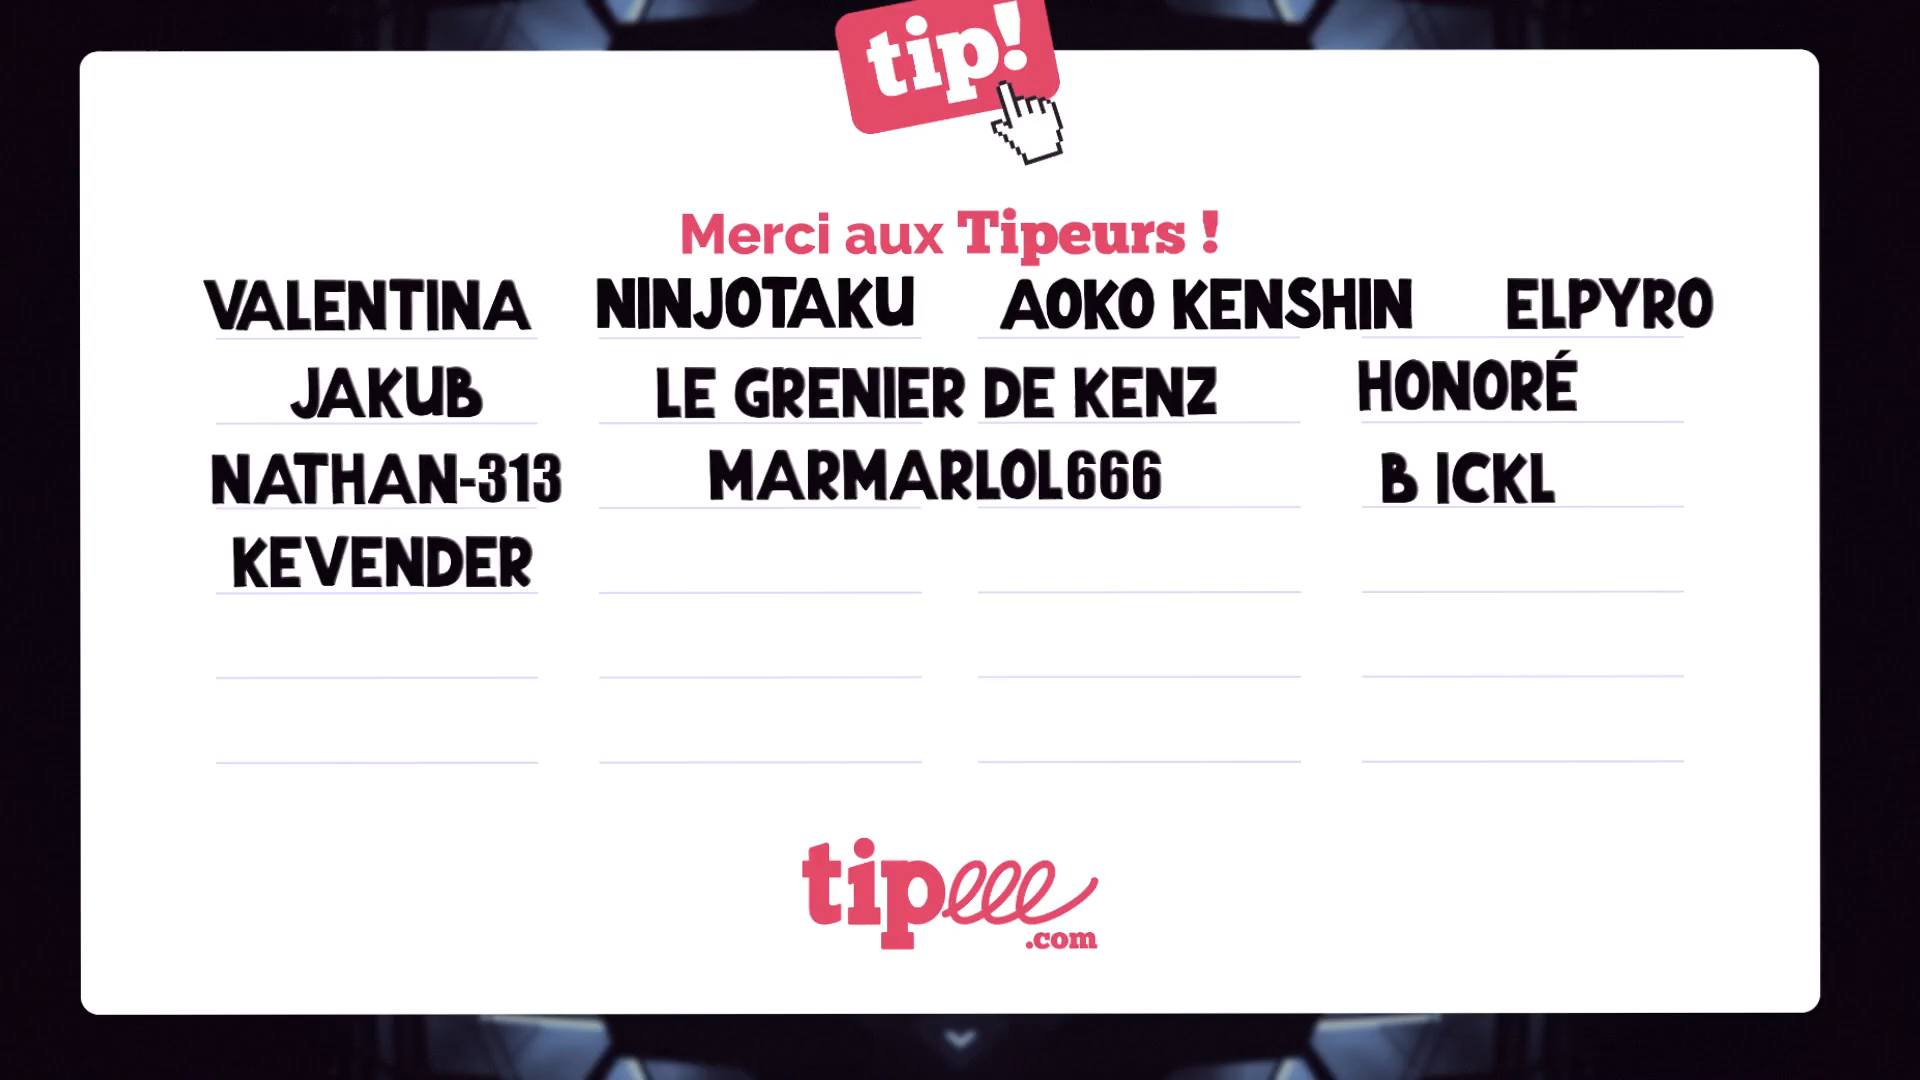 tip!
Merci aux Tipeurs !
VALENTINA NINJOTAKU AOKO KENSHIN ELPYRO
JAKUB LE GRENIER DE KENZ HONORÉ
NATHAN-313 MARMARLOL666 B ICKL
KEVENDER
tipeee
.com